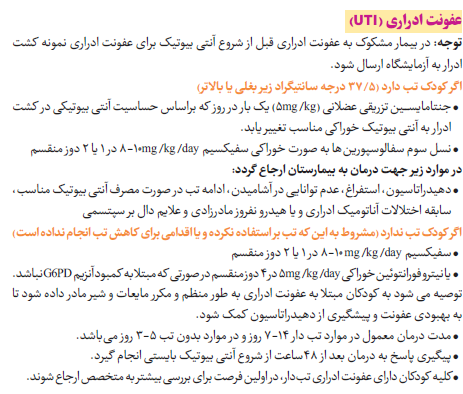 عفونت ادراری (UTI)
توجه: در بیمار مشکوک به عفونت ادراری قبل از شروع آنتی بیوتیک برای عفونت ادراری نمونه کشت
ادرار به آزمایشگاه ارسال شود.
اگر کودک تب دارد (۳۷/۵ درجه سانتیگراد زیر بغلی یا بالاتر)
• جنتامایسین تزریقی عضلانی (۵mg/kg) یک بار در روز که براساس حساسیت آنتی بیوتیکی در کشت
ادرار به آنتی بیوتیک خوراکی مناسب تغییر یابد.
• نسل سوم سفالوسپورین ها به صورت خوراکی سفیکسیم ۸-۱۰mg/kg/day در ۱ یا ۲ دوز منقسم
در موارد زیر جهت درمان به بیمارستان ارجاع گردد:
• دهیدراتاسیون، استفراغ، عدم توانایی در آشامیدن، ادامه تب در صورت مصرف آنتی بیوتیک مناسب،
سابقه اختلالات آناتومیک ادراری و یا هیدرو نفروز مادرزادی و علایم دال بر سپتسمی
اگر کودک تب ندارد (مشروط به این که تب بر استفاده نکرده و یا اقدامی برای کاهش تب انجام نداده است)
• سفیکسیم ۸-۱۰mg/kg/day در ۱ یا ۲ دوز منقسم
• یا نیتروفورانتوئین خوراکی ۵mg/kg/day در ۴ دوز منقسم در صورتی که مبتلا به کمبود آنزیم G6PD نباشد.
توصیه می شود به کودکان مبتلا به عفونت ادراری به طور منظم و مکرر مایعات و شیر مادر داده شود تا
به بهبودی عفونت و پیشگیری از دهیدراتاسیون کمک شود.
• مدت درمان معمول در موارد تب دار ۱۴-۷ روز و در موارد بدون تب ۵-۳ روز می باشد.
• پیگیری پاسخ به درمان بعد از ۴۸ ساعت از شروع آنتی بیوتیک بایستی انجام گیرد.
• کلیه کودکان دارای عفونت ادراری تب‌دار، در اولین فرصت برای بررسی بیشتر به متخصص ارجاع شوند.